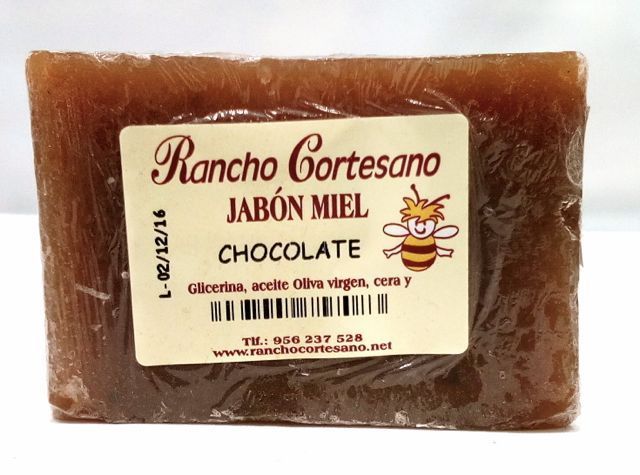 Rancho Cortesano
JABÓN MIEL
CHOCOLATE
L-02/12/16
Glicerina, aceite Oliva virgen, cera y
Tlf.: 956 237 528
www.ranchocortesano.net